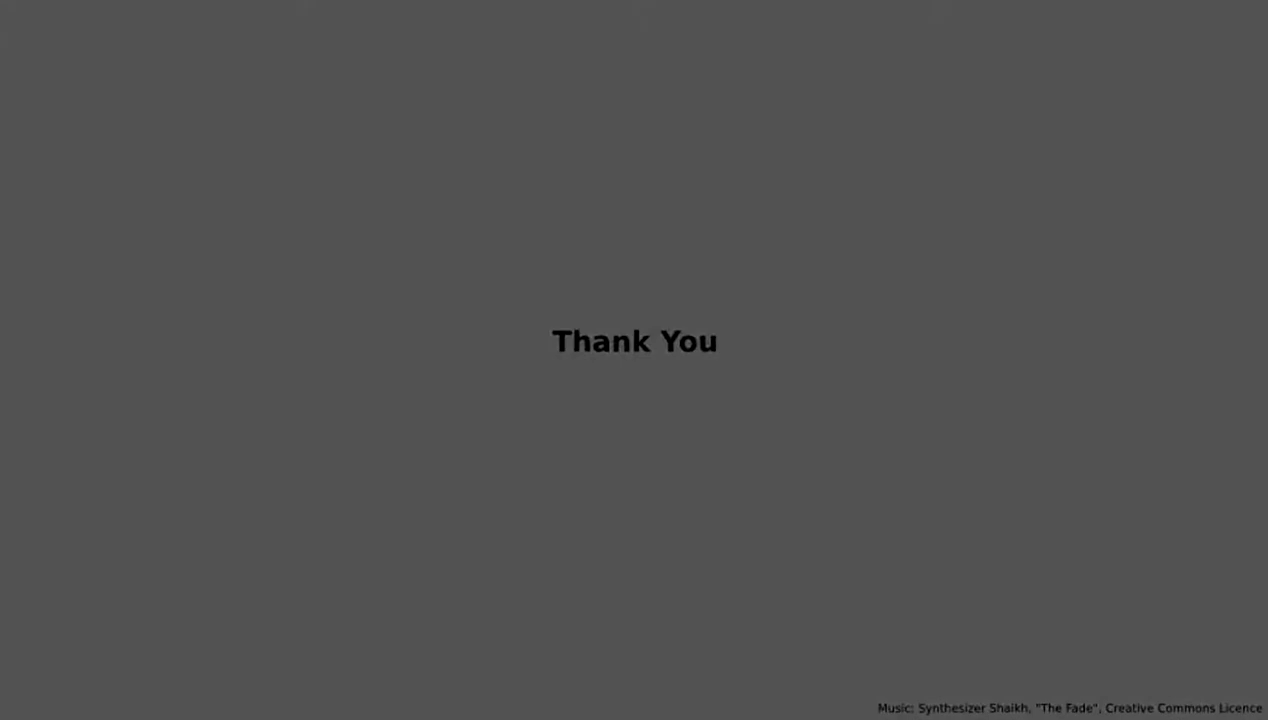 Thank You
Music: Synthesizer Shaikh, "The Fade", Creative Commons Licence